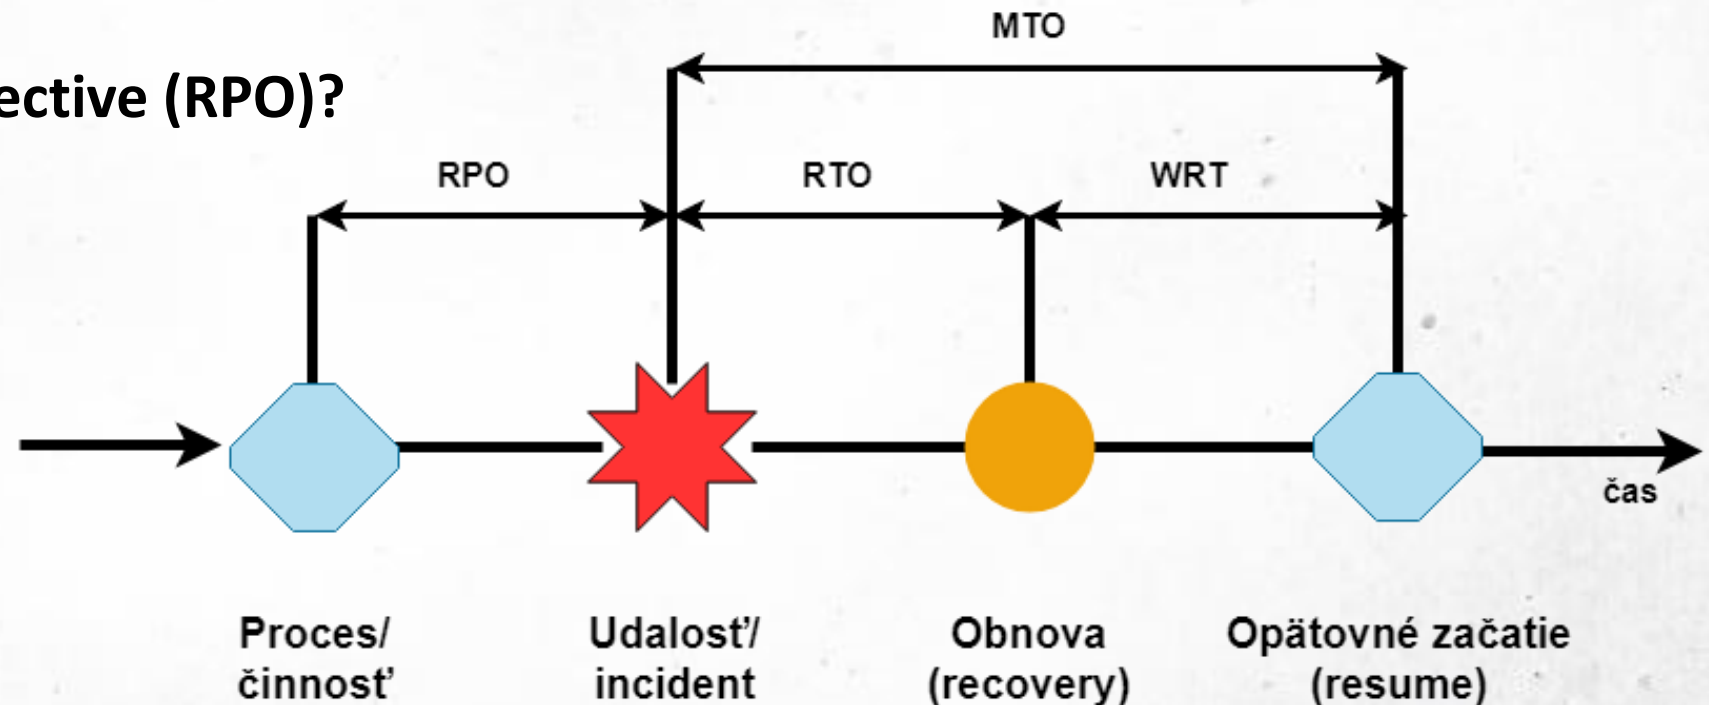 MTO
ective (RPO)?
RPO
RTO
WRT
čas
Proces/
činnosť
Udalosť/
incident
Obnova
(recovery)
Opätovné začatie
(resume)